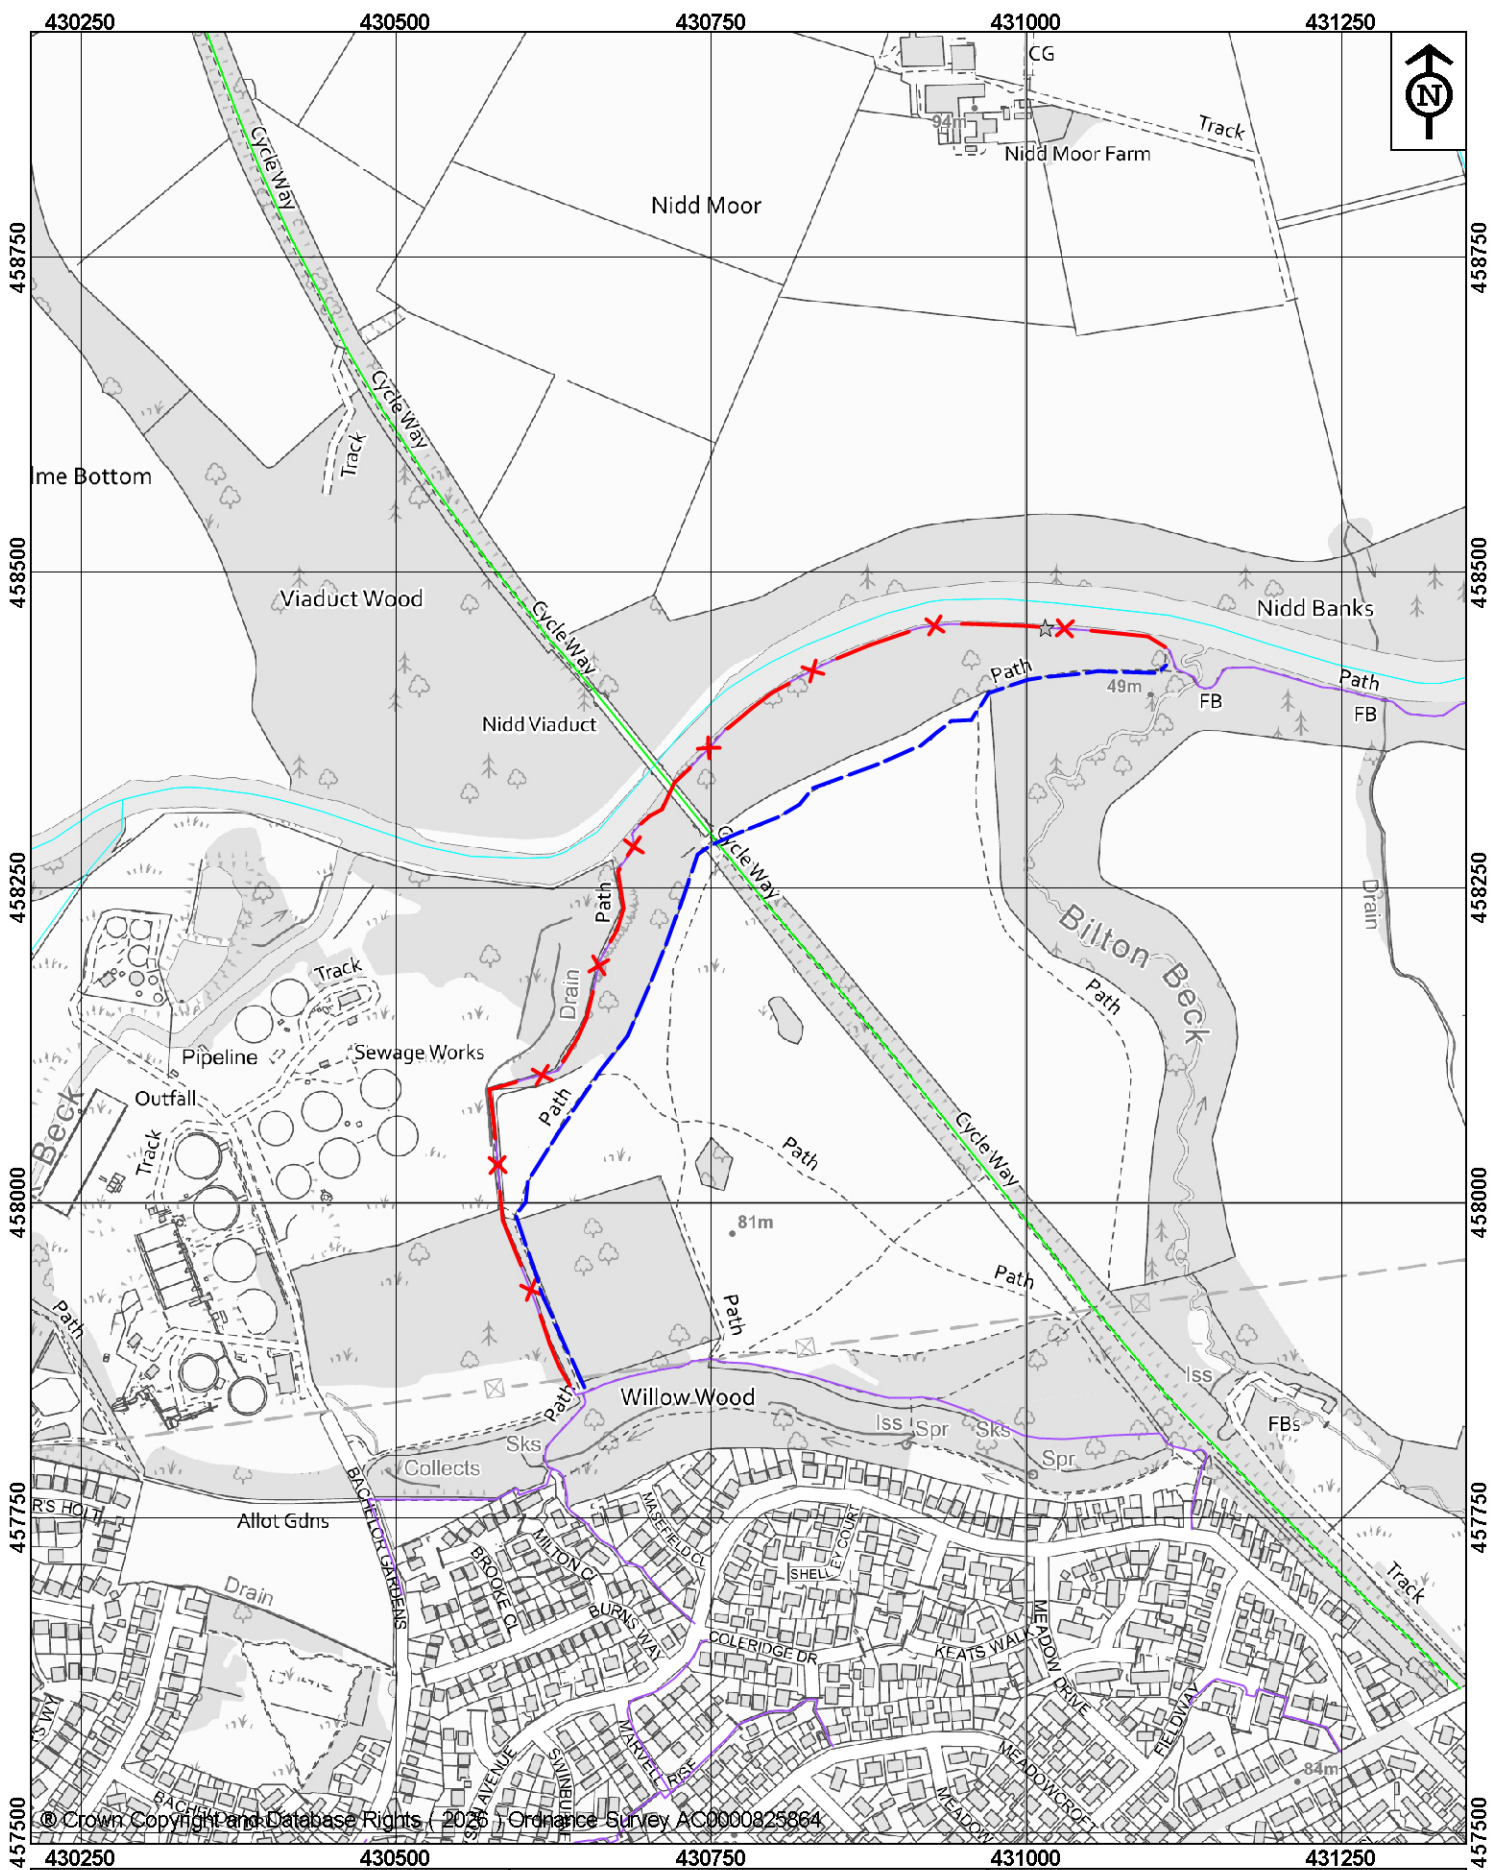 430250 430500 430750 431000 431250
N
CG
94m
Track
Nidd Moor Farm
Cycle Way
Nidd Moor
458750
458750
Cycle Way
Track
lme Bottom
458500
458500
Viaduct Wood
Cycle Way
Nidd Banks
Path
Path
49m
FB
FB
Nidd Viaduct
Cycle Way
458250
458250
Path
Drain
Bilton Beck
Track
Drain
Path
Pipeline
Sewage Works
Outfall
Path
Beck
Track
Path
Cycle Way
458000
458000
81m
Path
Path
Path
Iss
Willow Wood
Path
Iss
Spr
Sks
FBs
Sks
Spr
Collects
BACHELOR GARDENS
457750
457750
R'S HOLT
Allot Gdns
MASEFIELD CL
MILTON CL
BROOKE CL
SHELLEY COUR
Drain
BURNS WAY
COLERIDGE DR
KEATS WALK
MEADOW DRIVE
Track
RS WY
MARVELL RISE
FIELDWAY
AVENUE
SWINBURNE
MEADOWCROFT
84m
MEADOW
457500
457500
© Crown Copyright and Database Rights ( 2026 ) Ordnance Survey AC0000825864
430250 430500 430750 431000 431250